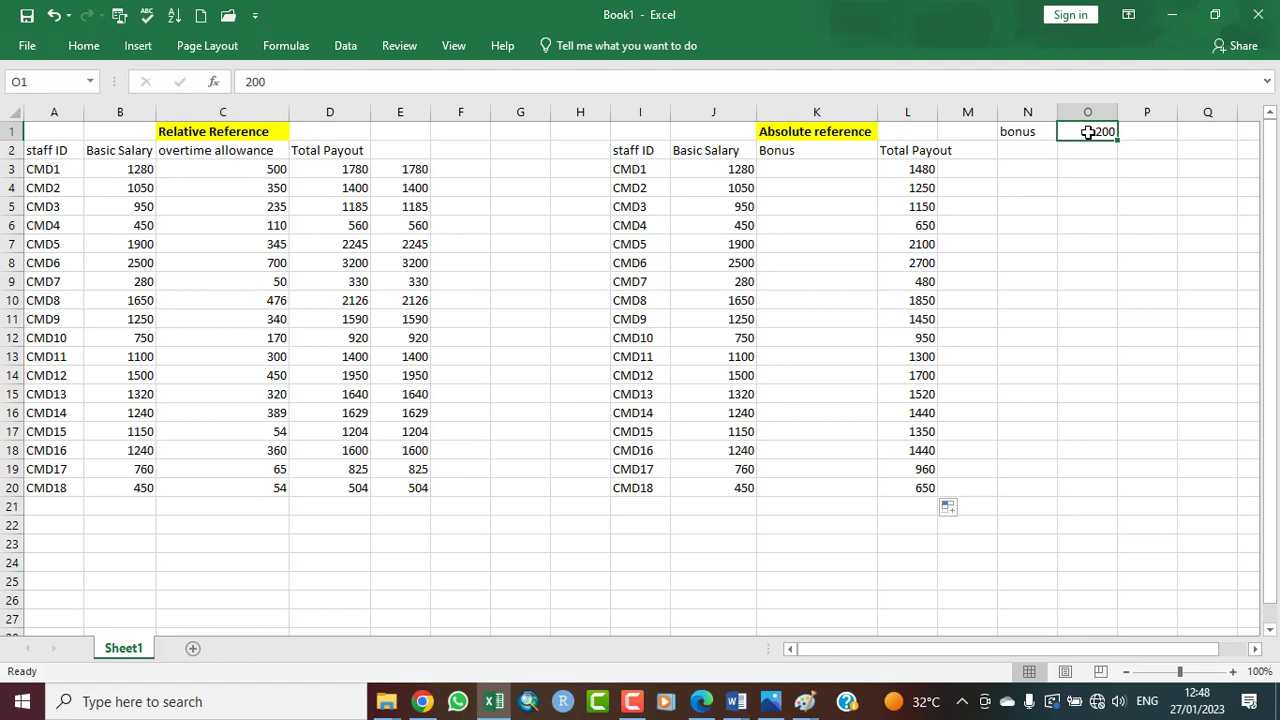 Book1 - Excel
Sign in
File Home Insert Page Layout Formulas Data Review View Help Tell me what you want to do Share
O1 fx 200
A B C D E F G H I J K L M N O P Q
1 Relative Reference Absolute reference bonus 200
2 staff ID Basic Salary overtime allowance Total Payout staff ID Basic Salary Bonus Total Payout
3 CMD1 1280 500 1780 1780 CMD1 1280 1480
4 CMD2 1050 350 1400 1400 CMD2 1050 1250
5 CMD3 950 235 1185 1185 CMD3 950 1150
6 CMD4 450 110 560 560 CMD4 450 650
7 CMD5 1900 345 2245 2245 CMD5 1900 2100
8 CMD6 2500 700 3200 3200 CMD6 2500 2700
9 CMD7 280 50 330 330 CMD7 280 480
10 CMD8 1650 476 2126 2126 CMD8 1650 1850
11 CMD9 1250 340 1590 1590 CMD9 1250 1450
12 CMD10 750 170 920 920 CMD10 750 950
13 CMD11 1100 300 1400 1400 CMD11 1100 1300
14 CMD12 1500 450 1950 1950 CMD12 1500 1700
15 CMD13 1320 320 1640 1640 CMD13 1320 1520
16 CMD14 1240 389 1629 1629 CMD14 1240 1440
17 CMD15 1150 54 1204 1204 CMD15 1150 1350
18 CMD16 1240 360 1600 1600 CMD16 1240 1440
19 CMD17 760 65 825 825 CMD17 760 960
20 CMD18 450 54 504 504 CMD18 450 650
21
22
23
24
25
26
27
Sheet1
Ready 100%
Type here to search 32°C ENG 12:48
27/01/2023